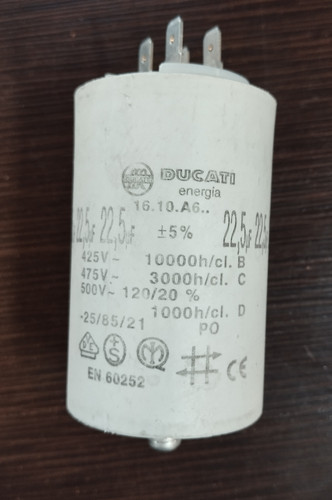 DUCATI
energia
16.10.A6..
22,5µF 22,5µF ±5% 22,5µF 22,5
425V~ 10000h/cl. B
475V~ 3000h/cl. C
500V~ 120/20 %
1000h/cl. D
-25/85/21 PO
S
CE
EN 60252